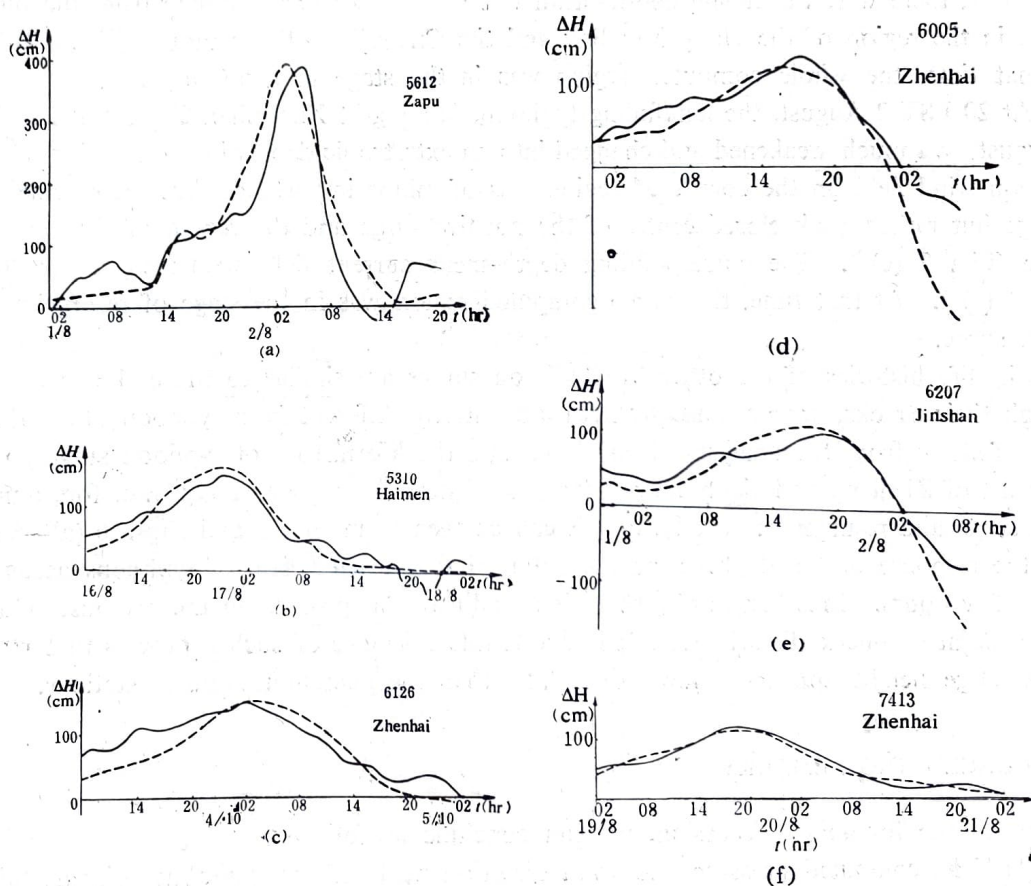 ΔH
(cm)
5612
Zapu
400
300
200
100
0
02 08 14 20 02 08 14 20 t(hr)
1/8 2/8
(a)
ΔH
(cm)
6005
Zhenhai
100
0
02 08 14 20 02 t(hr)
(d)
ΔH
(cm)
5310
Haimen
100
0
14 20 02 08 14 20 02 t(hr)
16/8 17/8 18/8
(b)
ΔH
(cm)
6207
Jinshan
100
0
-100
02 08 14 20 02 08 t(hr)
1/8 2/8
(e)
ΔH
(cm)
6126
Zhenhai
100
0
14 20 02 08 14 20 02 t(hr)
4/10 5/10
(c)
ΔH
(cm)
7413
Zhenhai
100
02 08 14 20 02 08 14 20 02
19/8 20/8 21/8
t(hr)
(f)